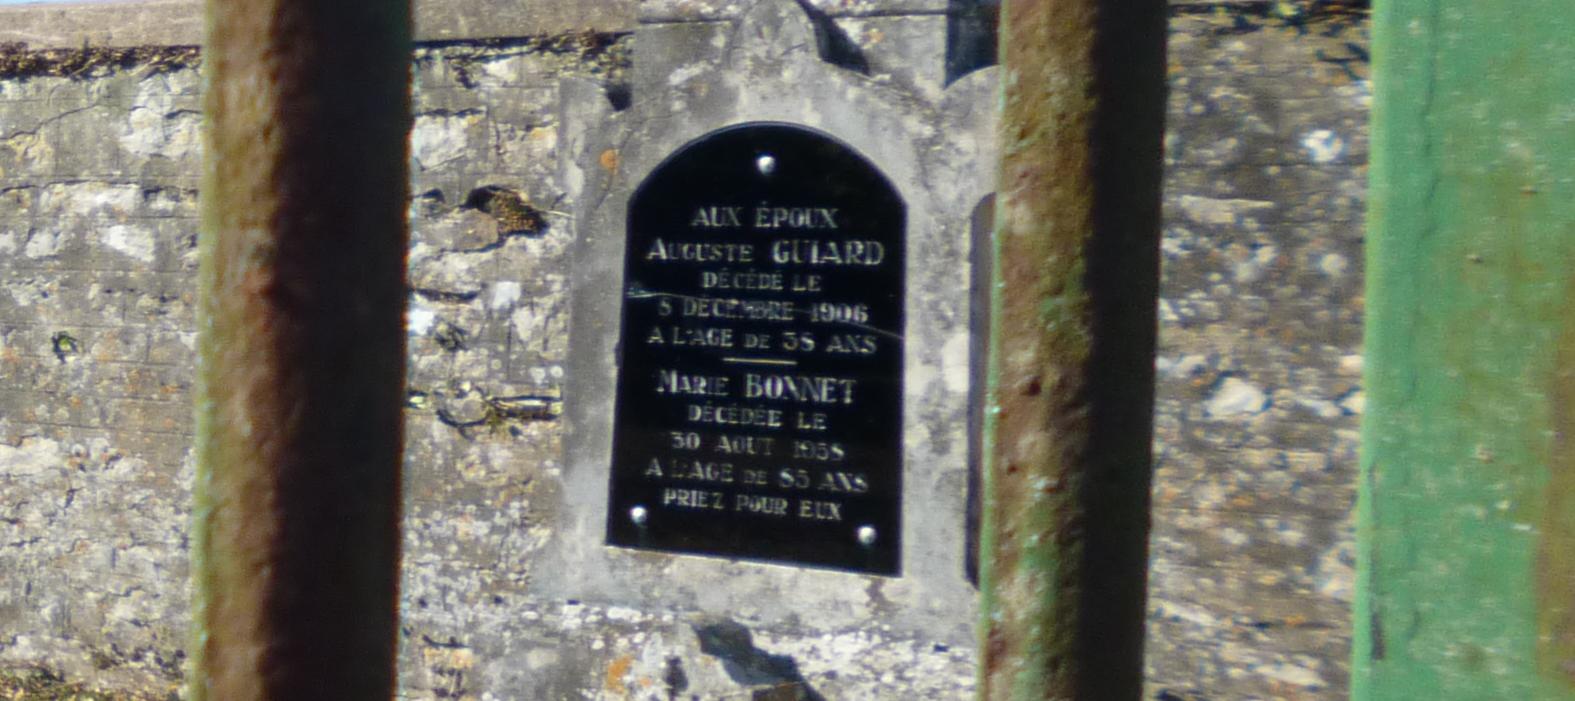 AUX ÉPOUX
AUGUSTE GUIARD
DÉCÉDÉ LE
8 DÉCEMBRE 1906
A L'AGE DE 38 ANS
MARIE BONNET
DÉCÉDÉE LE
30 AOUT 1958
A L'AGE DE 85 ANS
PRIEZ POUR EUX